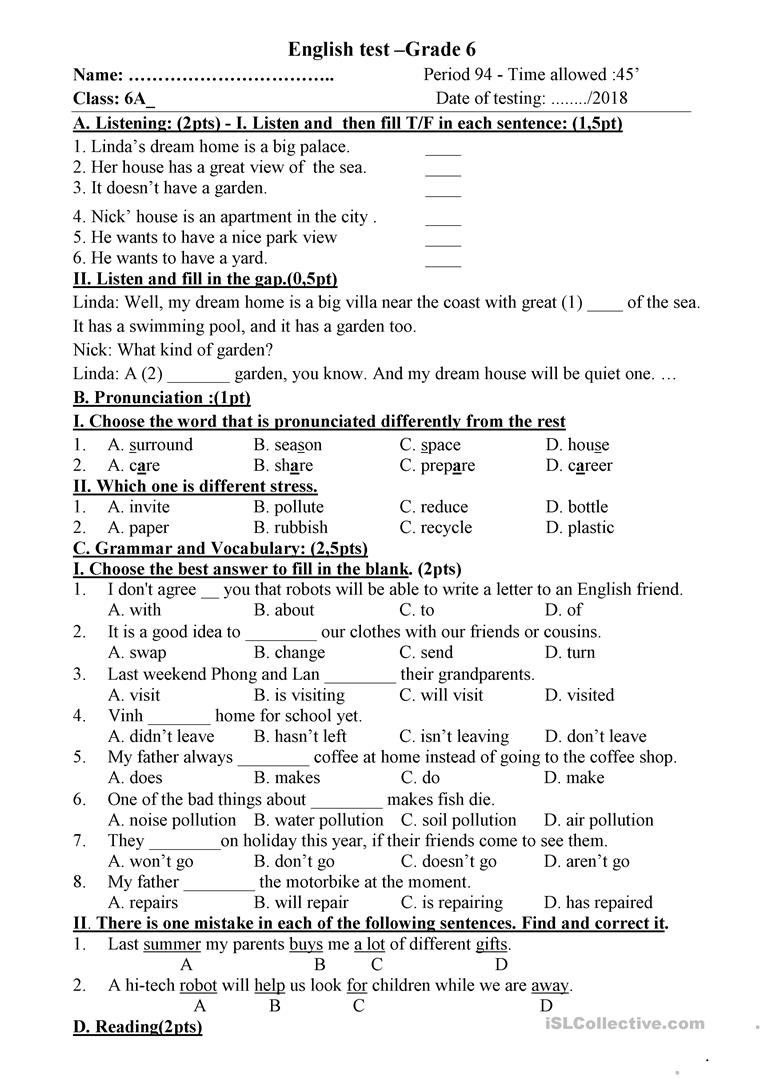 English test –Grade 6
Name: …………………………….. Period 94 - Time allowed :45’
Class: 6A_ Date of testing: ......../2018
A. Listening: (2pts) - I. Listen and then fill T/F in each sentence: (1,5pt)
1. Linda’s dream home is a big palace. ____
2. Her house has a great view of the sea. ____
3. It doesn’t have a garden. ____
4. Nick’ house is an apartment in the city . ____
5. He wants to have a nice park view ____
6. He wants to have a yard. ____
II. Listen and fill in the gap.(0,5pt)
Linda: Well, my dream home is a big villa near the coast with great (1) ____ of the sea.
It has a swimming pool, and it has a garden too.
Nick: What kind of garden?
Linda: A (2) _______ garden, you know. And my dream house will be quiet one. …
B. Pronunciation :(1pt)
I. Choose the word that is pronunciated differently from the rest
1. A. surround B. season C. space D. house
2. A. care B. share C. prepare D. career
II. Which one is different stress.
1. A. invite B. pollute C. reduce D. bottle
2. A. paper B. rubbish C. recycle D. plastic
C. Grammar and Vocabulary: (2,5pts)
I. Choose the best answer to fill in the blank. (2pts)
1. I don't agree __ you that robots will be able to write a letter to an English friend.
A. with B. about C. to D. of
2. It is a good idea to ________ our clothes with our friends or cousins.
A. swap B. change C. send D. turn
3. Last weekend Phong and Lan ________ their grandparents.
A. visit B. is visiting C. will visit D. visited
4. Vinh _______ home for school yet.
A. didn’t leave B. hasn’t left C. isn’t leaving D. don’t leave
5. My father always ________ coffee at home instead of going to the coffee shop.
A. does B. makes C. do D. make
6. One of the bad things about ________ makes fish die.
A. noise pollution B. water pollution C. soil pollution D. air pollution
7. They ________on holiday this year, if their friends come to see them.
A. won’t go B. don’t go C. doesn’t go D. aren’t go
8. My father ________ the motorbike at the moment.
A. repairs B. will repair C. is repairing D. has repaired
II. There is one mistake in each of the following sentences. Find and correct it.
1. Last summer my parents buys me a lot of different gifts.
A B C D
2. A hi-tech robot will help us look for children while we are away.
A B C D
D. Reading(2pts)
iSLCollective.com